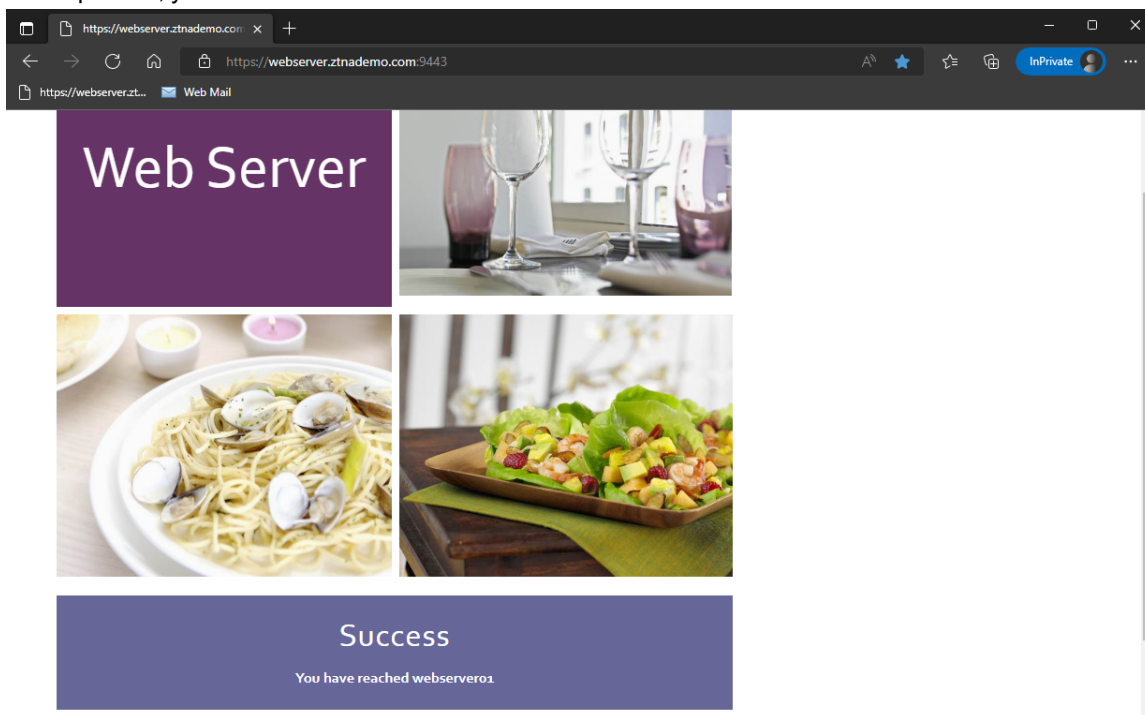 https://webserver.ztnademo.com
https://webserver.ztnademo.com:9443
InPrivate
https://webserver.zt... Web Mail
Web Server
Success
You have reached webserver01